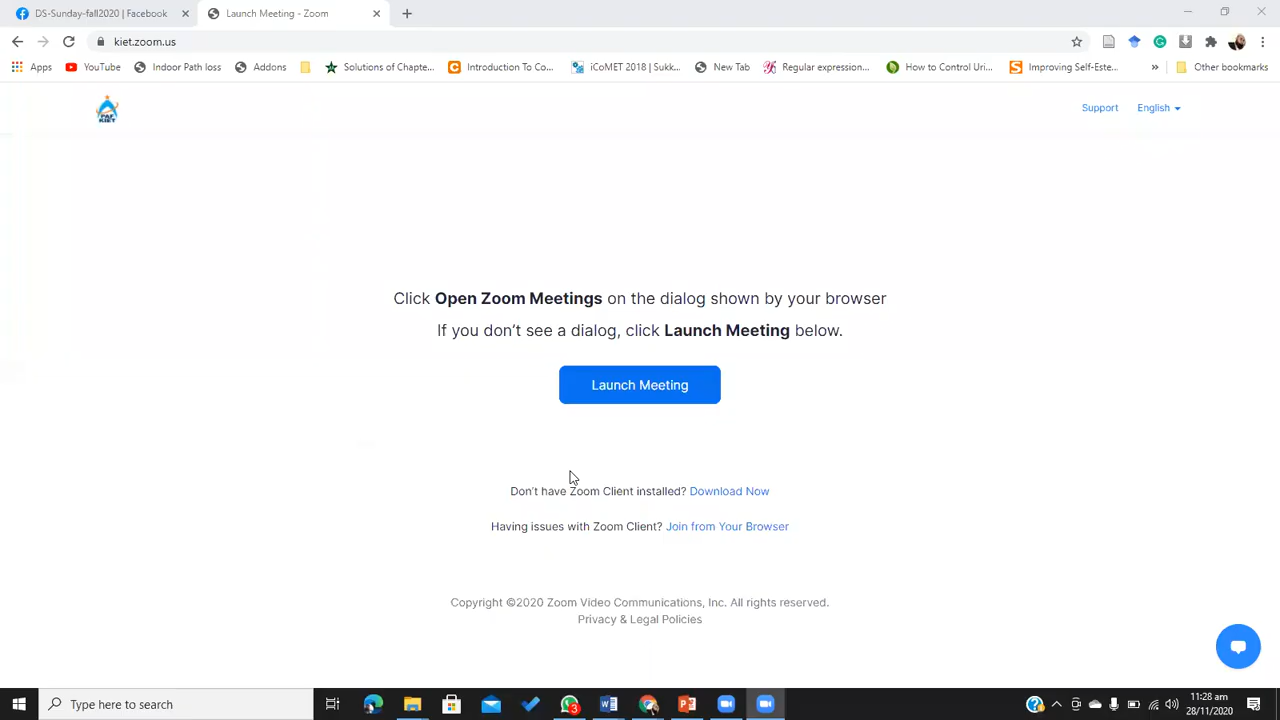 DS-Sunday-fall2020 | Facebook
Launch Meeting - Zoom
kiet.zoom.us
Apps
YouTube
Indoor Path loss
Addons
Solutions of Chapte...
Introduction To Co...
iCoMET 2018 | Sukk...
New Tab
Regular expression...
How to Control Uri...
Improving Self-Este...
Other bookmarks
PAF
KIET
Support
English
Click Open Zoom Meetings on the dialog shown by your browser
If you don't see a dialog, click Launch Meeting below.
Launch Meeting
Don't have Zoom Client installed? Download Now
Having issues with Zoom Client? Join from Your Browser
Copyright ©2020 Zoom Video Communications, Inc. All rights reserved.
Privacy & Legal Policies
Type here to search
3
11:28 am
28/11/2020